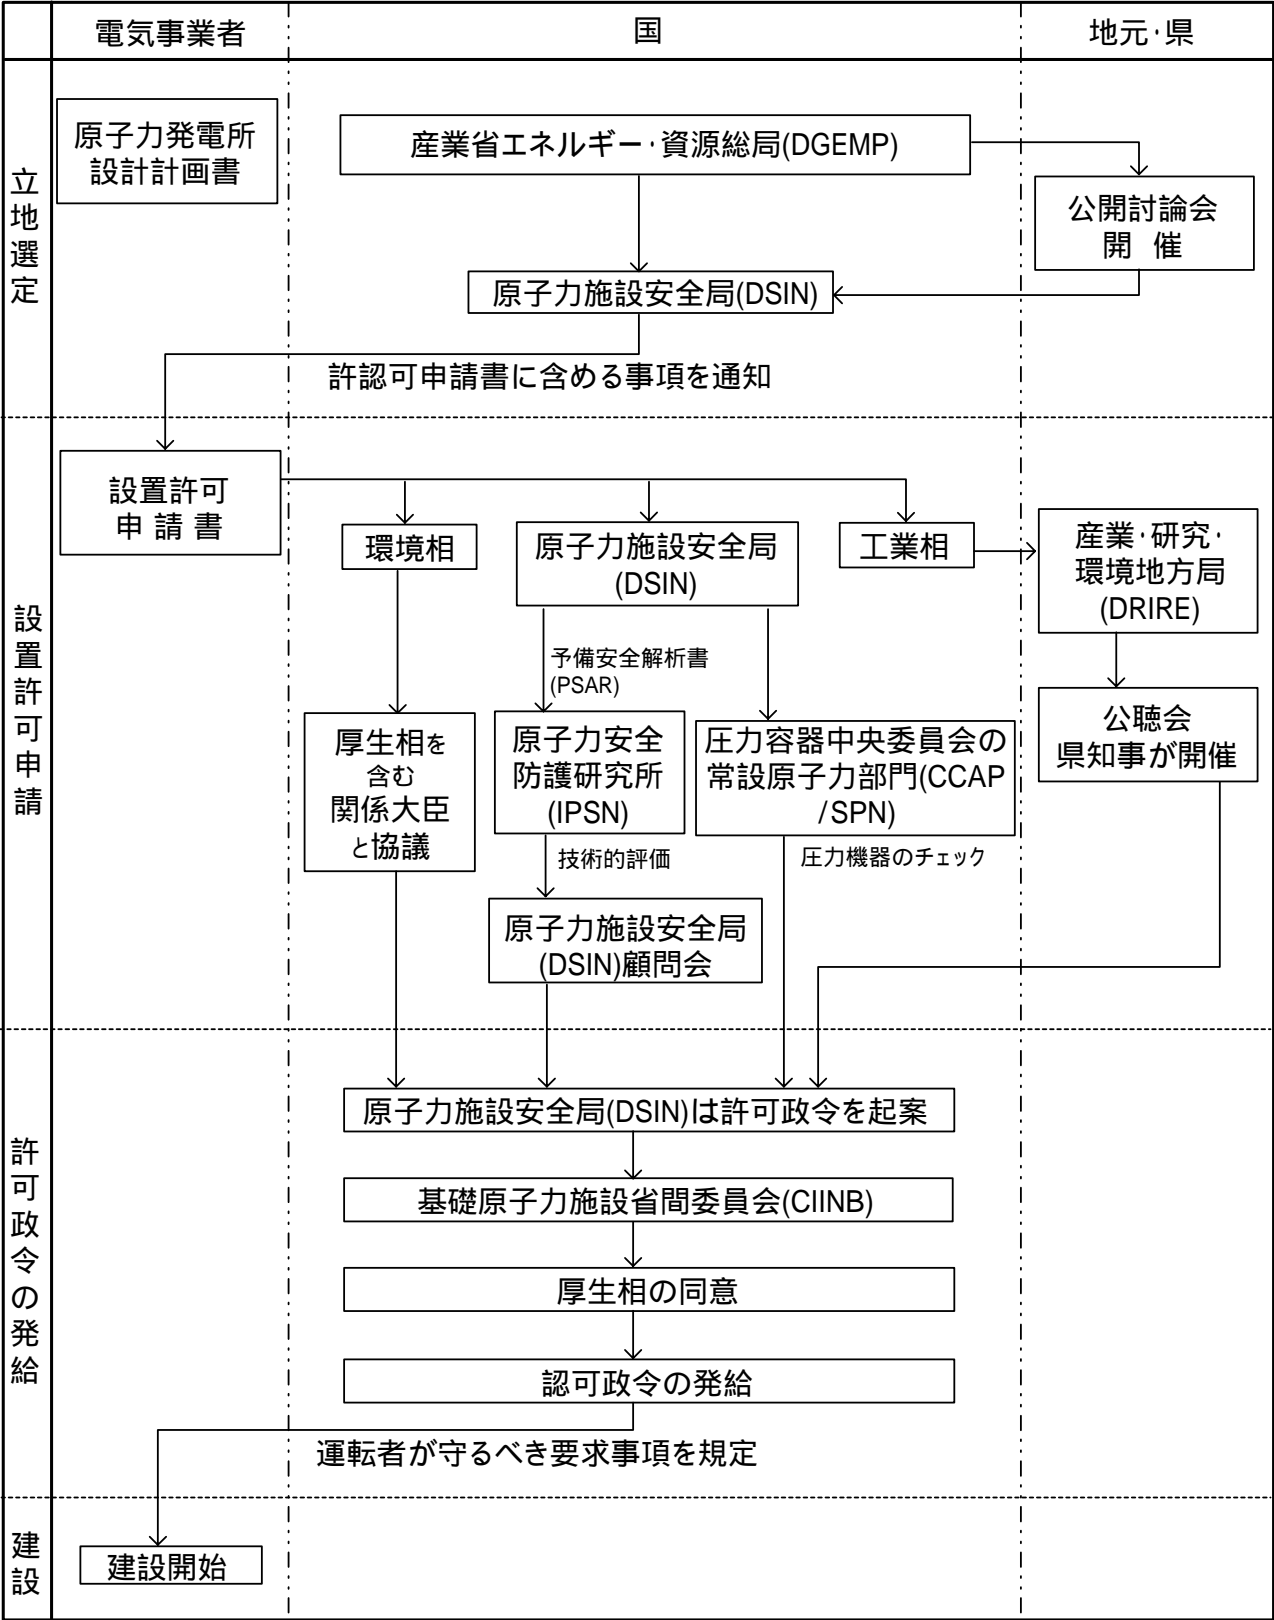 電気事業者
国
地元・県
立地選定
原子力発電所
設計計画書
産業省エネルギー・資源総局(DGEMP)
公開討論会
開 催
原子力施設安全局(DSIN)
許認可申請書に含める事項を通知
設置許可申請
設置許可
申 請 書
環境相
原子力施設安全局
(DSIN)
工業相
産業・研究・
環境地方局
(DRIRE)
予備安全解析書
(PSAR)
厚生相を
含む
関係大臣
と協議
原子力安全
防護研究所
(IPSN)
圧力容器中央委員会の
常設原子力部門(CCAP
/SPN)
公聴会
県知事が開催
技術的評価
圧力機器のチェック
原子力施設安全局
(DSIN)顧問会
許可政令の発給
原子力施設安全局(DSIN)は許可政令を起案
基礎原子力施設省間委員会(CIINB)
厚生相の同意
認可政令の発給
運転者が守るべき要求事項を規定
建設
建設開始